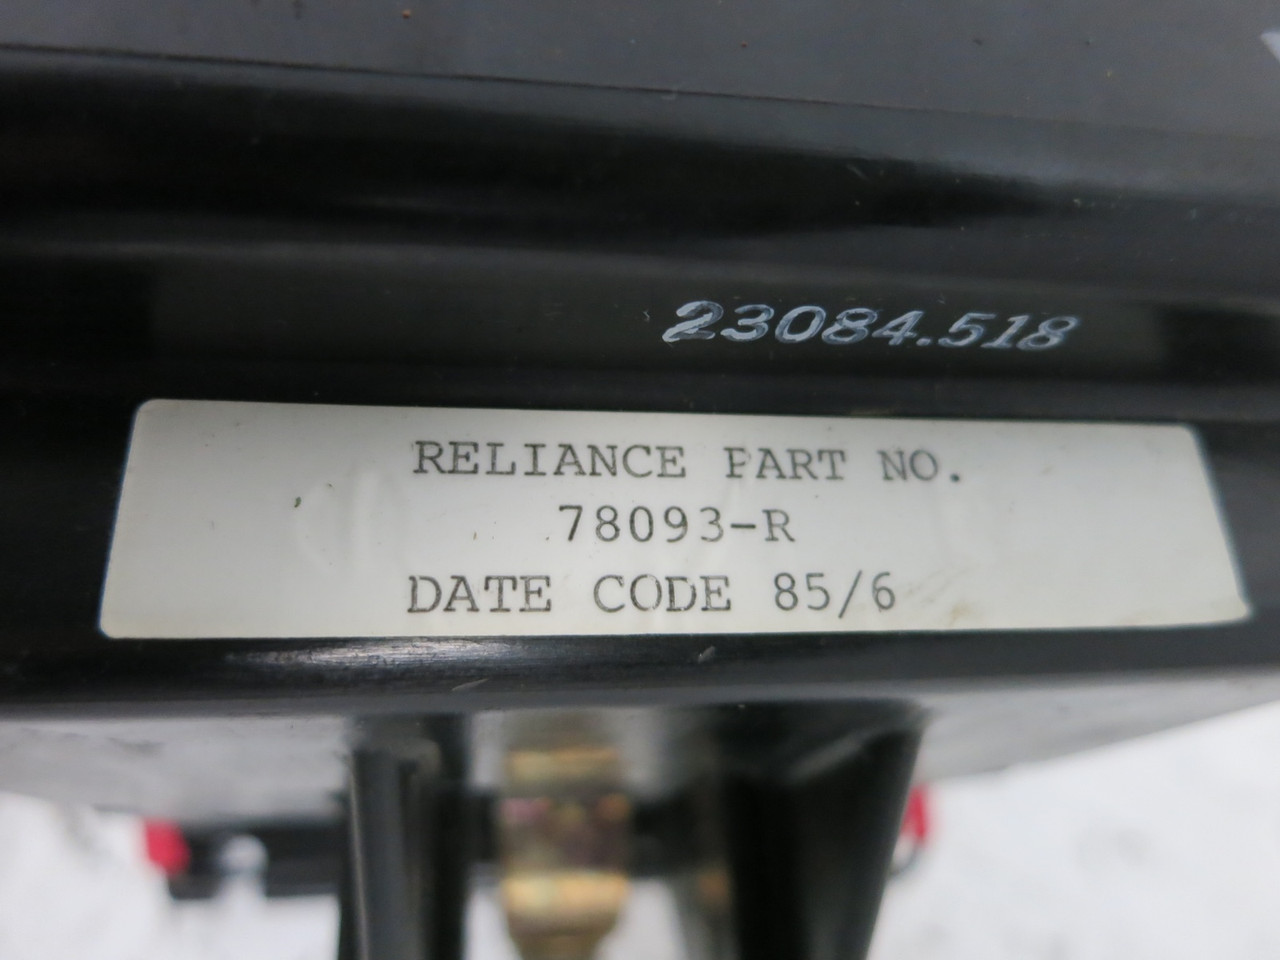 23084.518
RELIANCE PART NO.
78093-R
DATE CODE 85/6